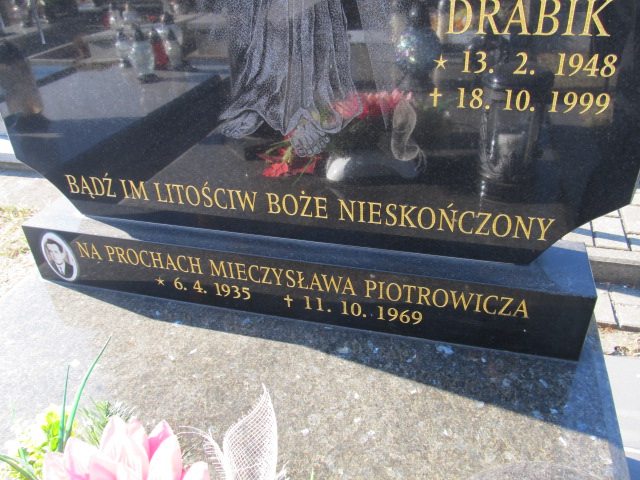 DRABIK
★ 13. 2. 1948
✝ 18. 10. 1999
BĄDŹ IM LITOŚCIW BOŻE NIESKOŃCZONY
NA PROCHACH MIECZYSŁAWA PIOTROWICZA
★ 6. 4. 1935 ✝ 11. 10. 1969